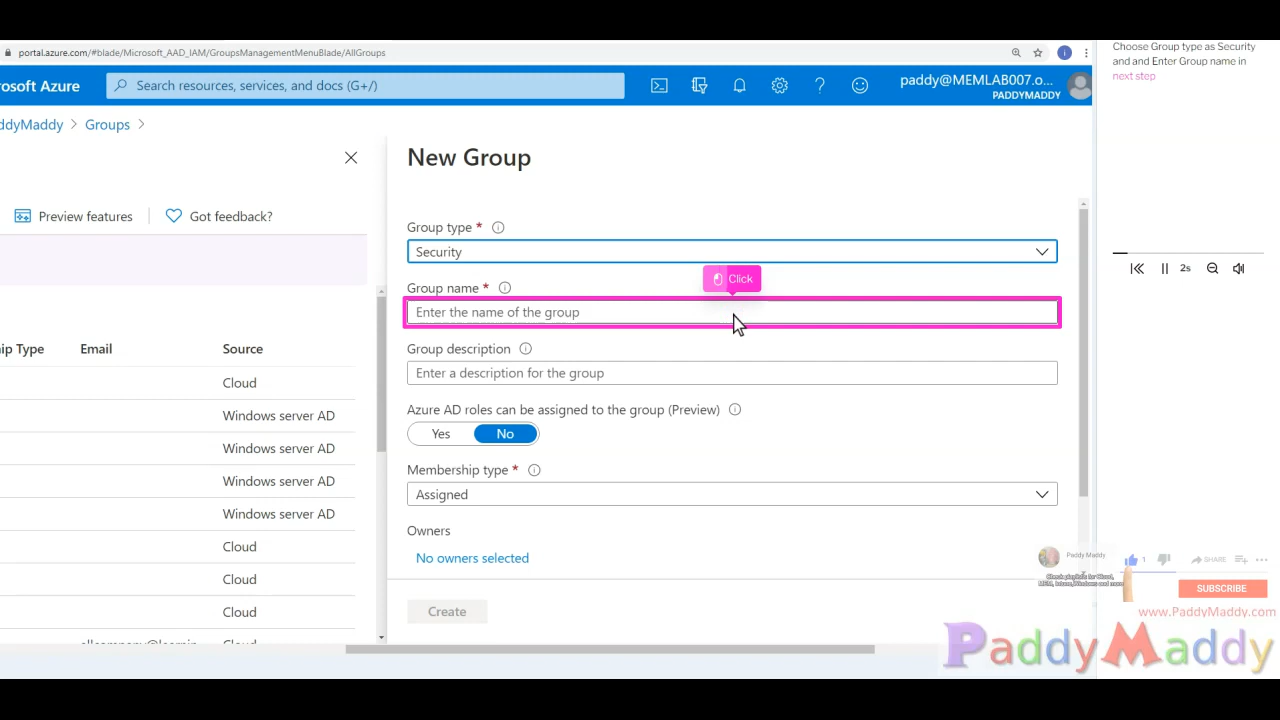 portal.azure.com/#blade/Microsoft_AAD_IAM/GroupsManagementMenuBlade/AllGroups
Choose Group type as Security
and and Enter Group name in
next step
rosoft Azure
Search resources, services, and docs (G+/)
paddy@MEMLAB007.o...
PADDYMADDY
ddyMaddy > Groups >
New Group
Preview features
Got feedback?
Group type *
Security
Click
Group name *
Enter the name of the group
2s
Group description
Enter a description for the group
ip Type
Email
Source
Cloud
Windows server AD
Windows server AD
Windows server AD
Windows server AD
Cloud
Cloud
Cloud
Cloud
Azure AD roles can be assigned to the group (Preview)
Yes
No
Membership type *
Assigned
Owners
No owners selected
Create
Paddy Maddy
1
SHARE
SUBSCRIBE
www.PaddyMaddy.com
PaddyMaddy